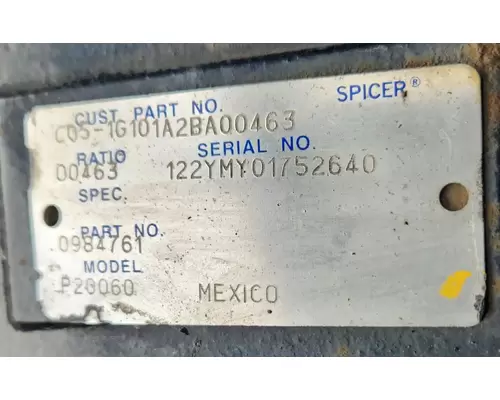 CUST. PART NO. SPICER®
C05-1G101A2BA00463
RATIO SERIAL NO.
00463 122YMY01752640
SPEC.
PART NO.
0984761
MODEL
P20060 MEXICO